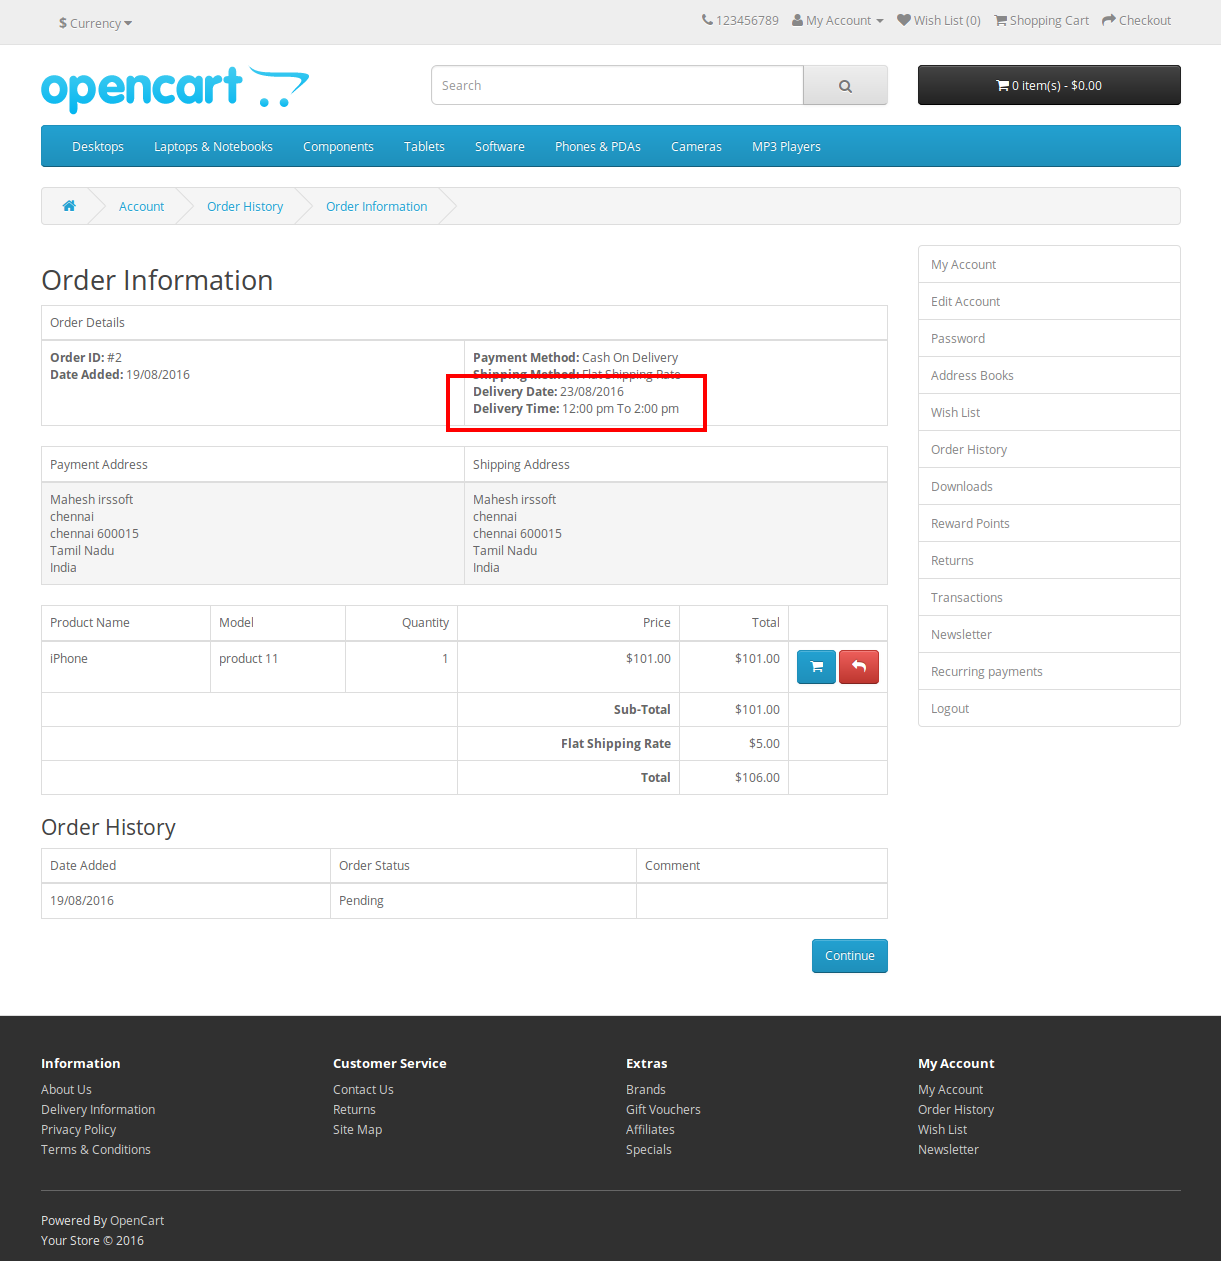 $ Currency
123456789 My Account Wish List (0) Shopping Cart Checkout
opencart
Search
0 item(s) - $0.00
Desktops Laptops & Notebooks Components Tablets Software Phones & PDAs Cameras MP3 Players
Account Order History Order Information
Order Information
Order Details
Order ID: #2
Date Added: 19/08/2016
Payment Method: Cash On Delivery
Shipping Method: Flat Shipping Rate
Delivery Date: 23/08/2016
Delivery Time: 12:00 pm To 2:00 pm
Payment Address
Mahesh irssoft
chennai
chennai 600015
Tamil Nadu
India
Shipping Address
Mahesh irssoft
chennai
chennai 600015
Tamil Nadu
India
Product Name Model Quantity Price Total
iPhone product 11 1 $101.00 $101.00
Sub-Total $101.00
Flat Shipping Rate $5.00
Total $106.00
Order History
Date Added Order Status Comment
19/08/2016 Pending
Continue
My Account
Edit Account
Password
Address Books
Wish List
Order History
Downloads
Reward Points
Returns
Transactions
Newsletter
Recurring payments
Logout
Information
About Us
Delivery Information
Privacy Policy
Terms & Conditions
Customer Service
Contact Us
Returns
Site Map
Extras
Brands
Gift Vouchers
Affiliates
Specials
My Account
My Account
Order History
Wish List
Newsletter
Powered By OpenCart
Your Store © 2016